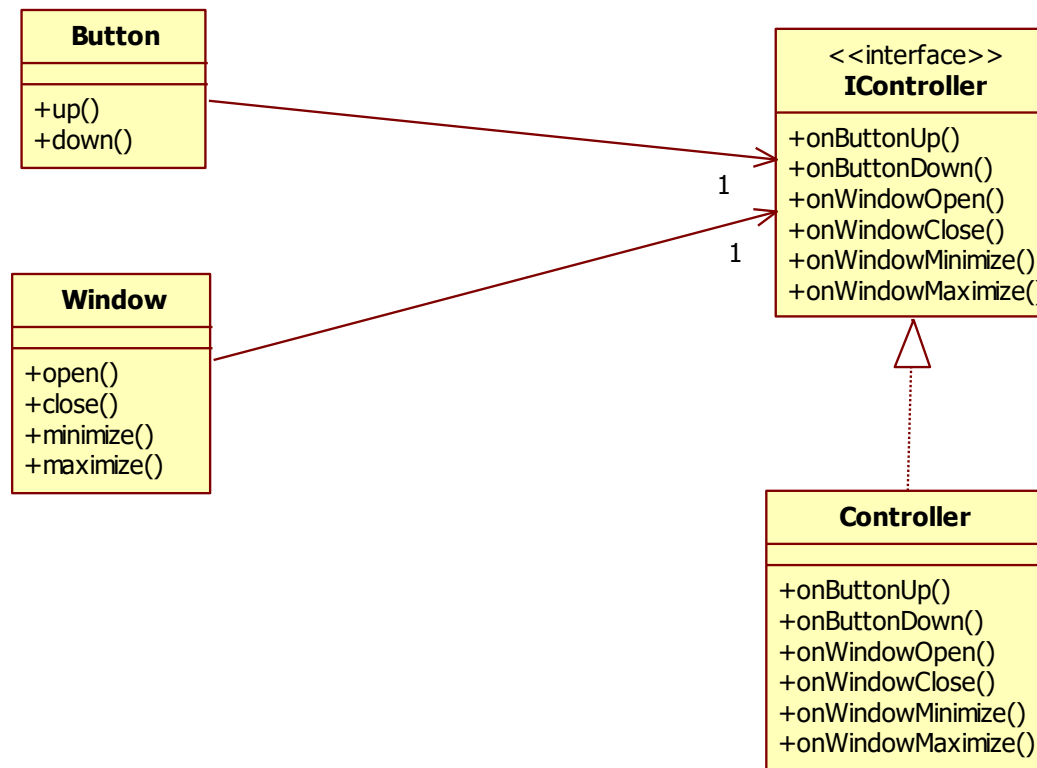 Button
+up()
+down()
<<interface>>
IController
+onButtonUp()
+onButtonDown()
+onWindowOpen()
+onWindowClose()
+onWindowMinimize()
+onWindowMaximize()
1
1
Window
+open()
+close()
+minimize()
+maximize()
Controller
+onButtonUp()
+onButtonDown()
+onWindowOpen()
+onWindowClose()
+onWindowMinimize()
+onWindowMaximize()